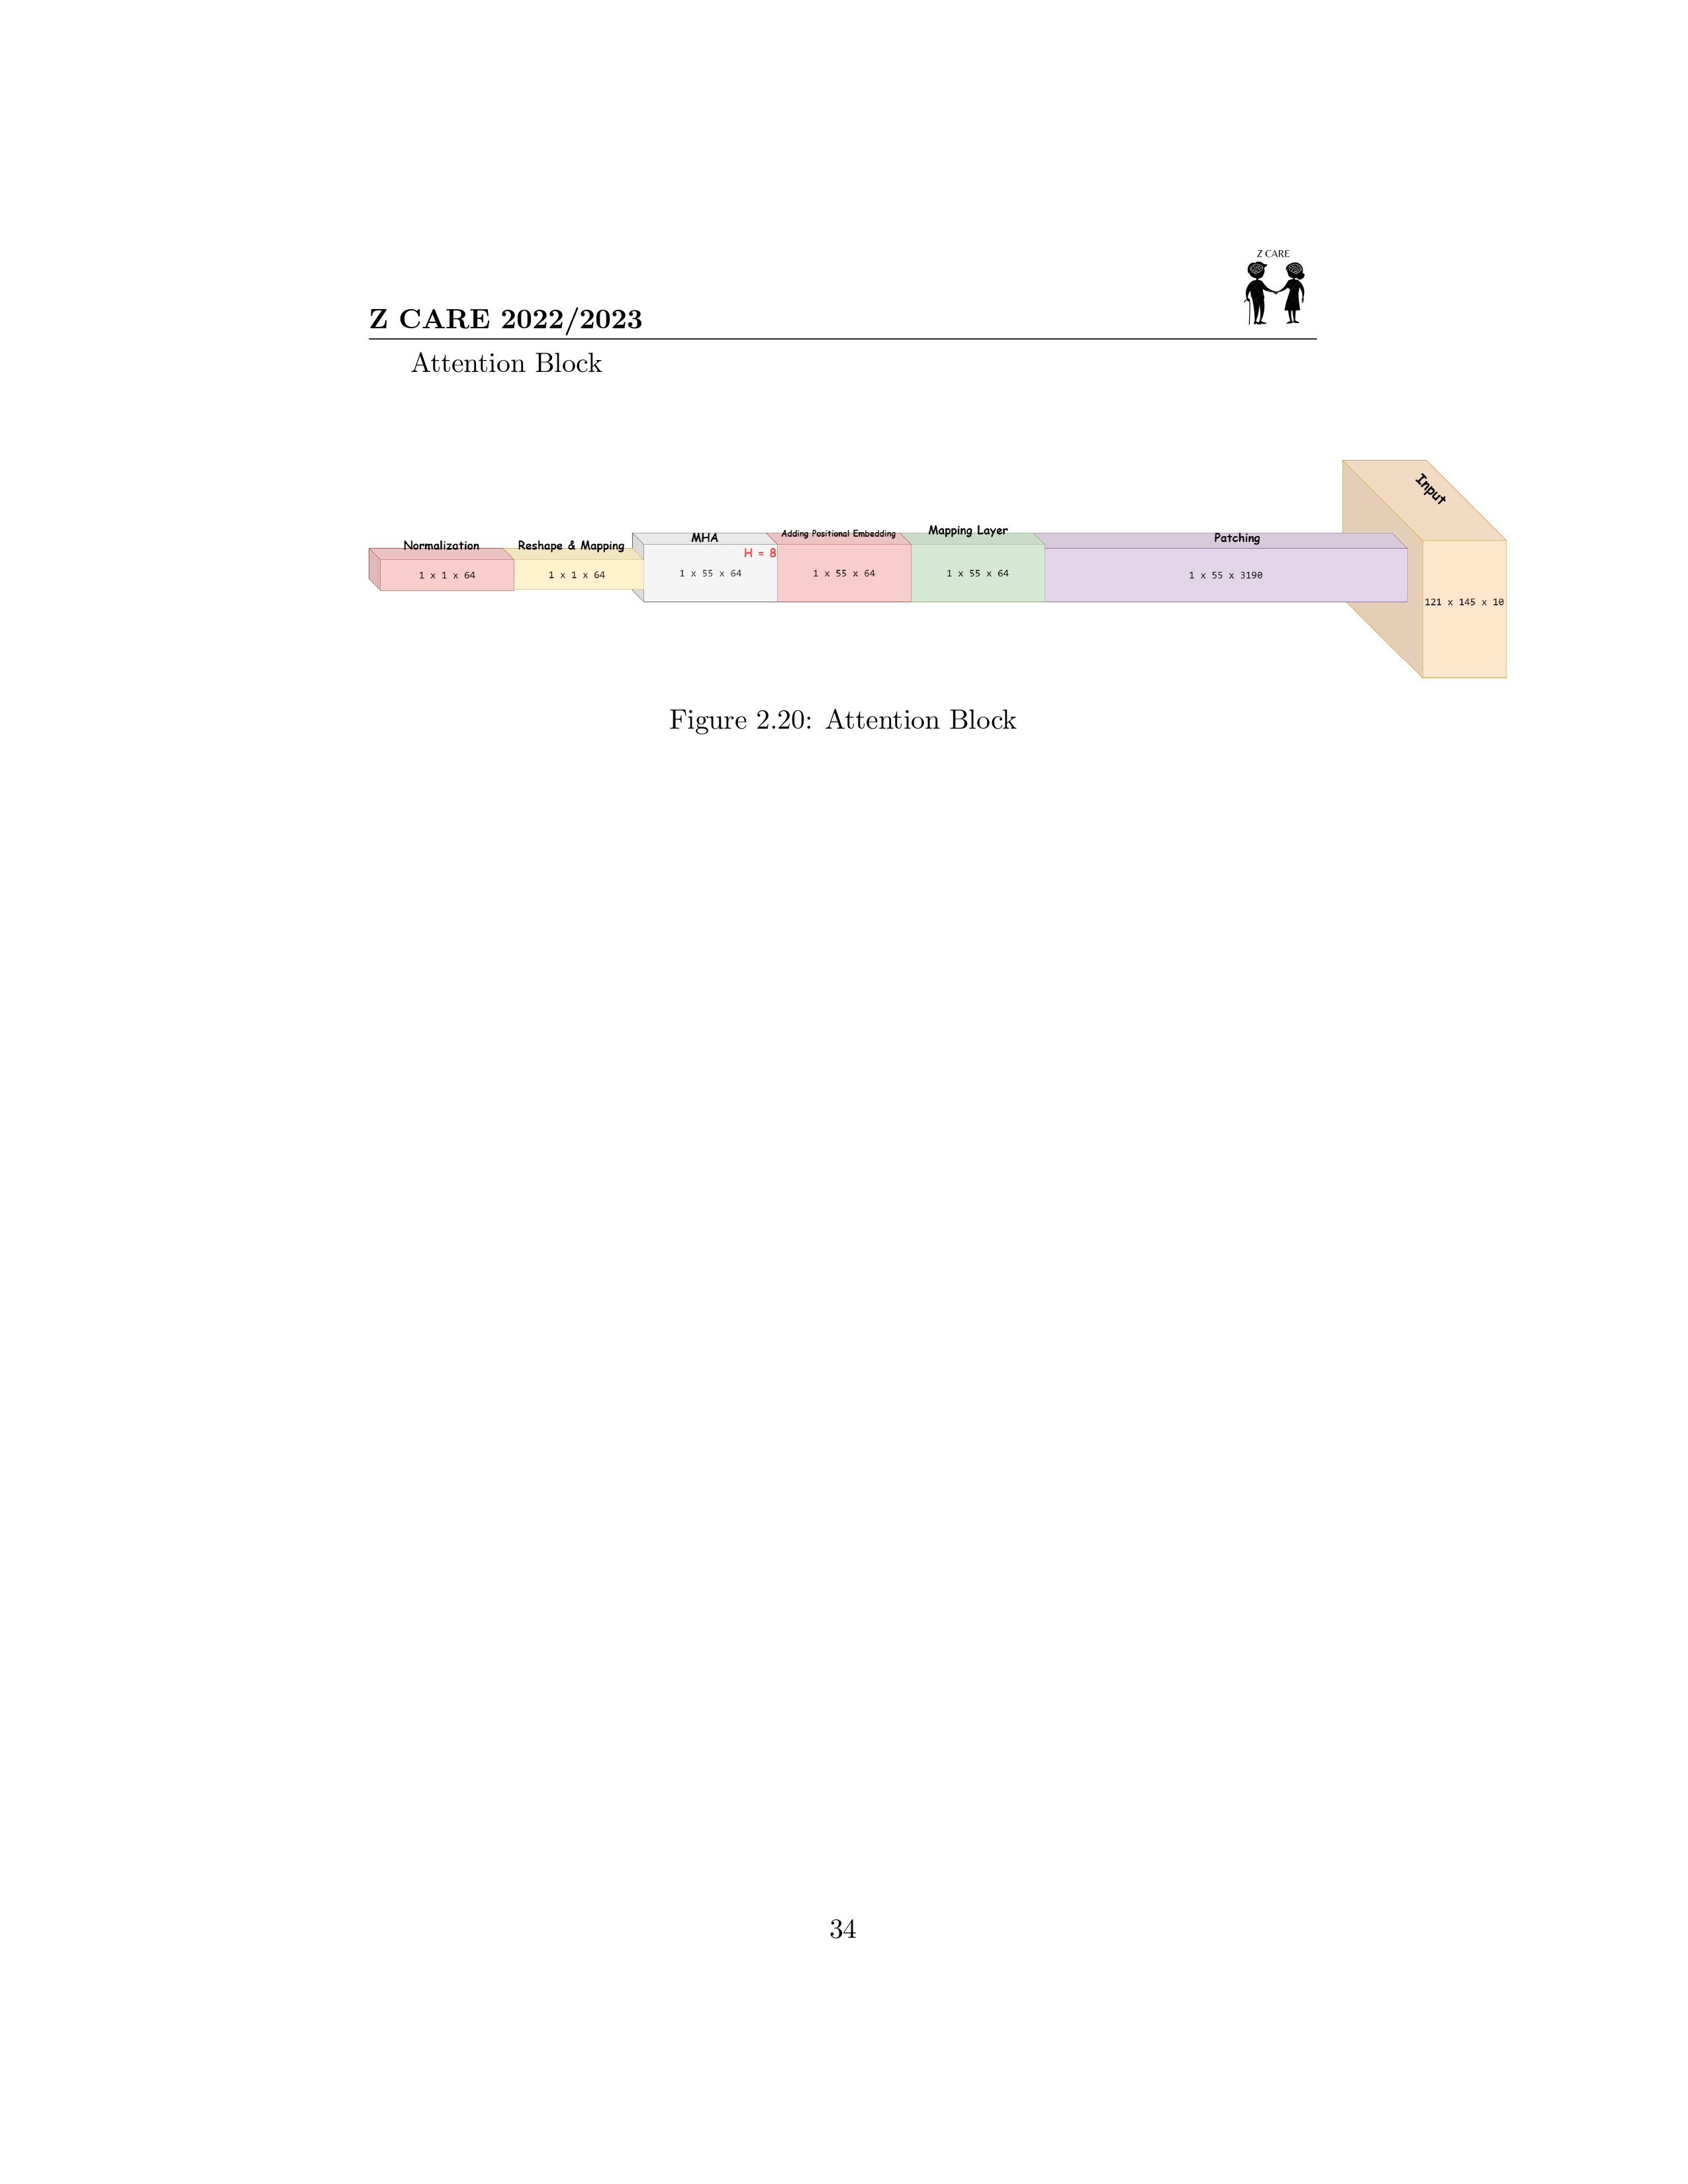 Z CARE
Z CARE 2022/2023
Attention Block
Input
Normalization
Reshape & Mapping
MHA
Adding Positional Embedding
Mapping Layer
Patching
H = 8
1 x 1 x 64
1 x 1 x 64
1 x 55 x 64
1 x 55 x 64
1 x 55 x 64
1 x 55 x 3190
121 x 145 x 10
Figure 2.20: Attention Block
34